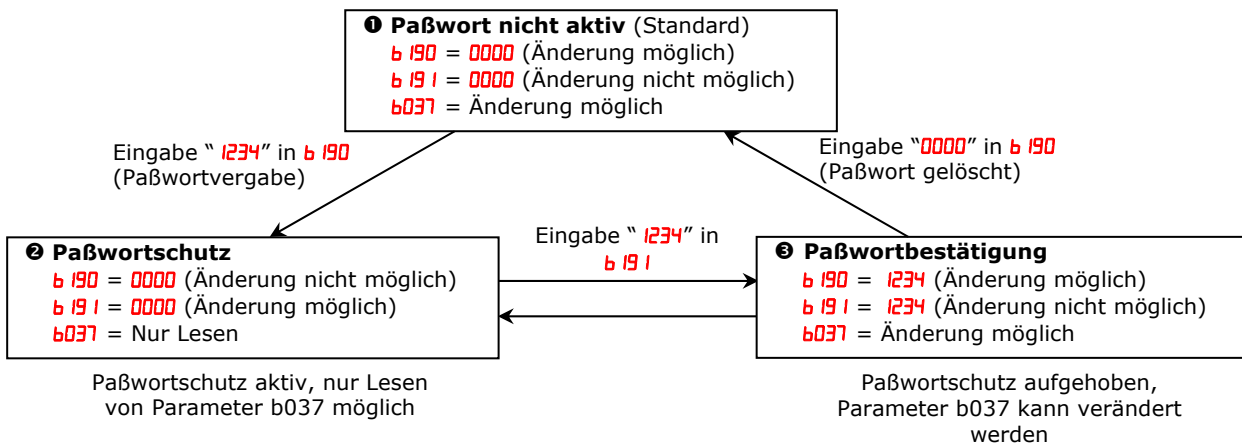 ❶ Paßwort nicht aktiv (Standard)
b190 = 0000 (Änderung möglich)
b191 = 0000 (Änderung nicht möglich)
b037 = Änderung möglich
Eingabe “ 1234” in b190
(Paßwortvergabe)
Eingabe “0000” in b190
(Paßwort gelöscht)
❷ Paßwortschutz
b190 = 0000 (Änderung nicht möglich)
b191 = 0000 (Änderung möglich)
b037 = Nur Lesen
Eingabe “ 1234” in
b191
❸ Paßwortbestätigung
b190 = 1234 (Änderung möglich)
b191 = 1234 (Änderung nicht möglich)
b037 = Änderung möglich
Paßwortschutz aktiv, nur Lesen
von Parameter b037 möglich
Paßwortschutz aufgehoben,
Parameter b037 kann verändert
werden